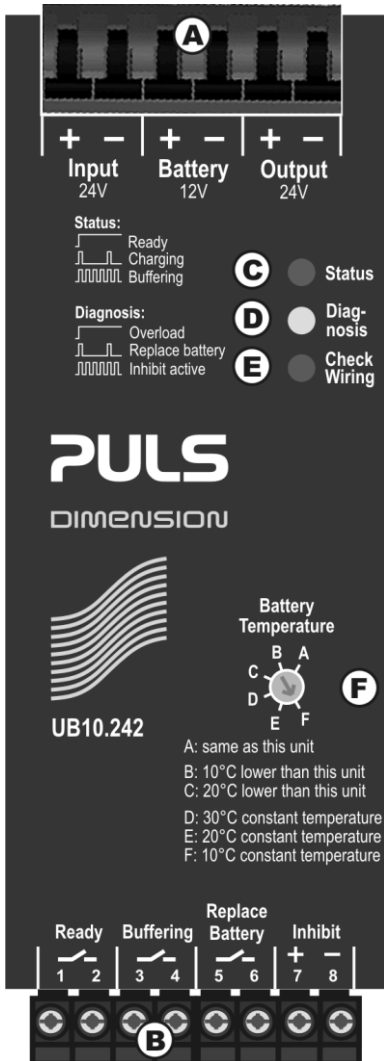 A
+ − + − + −
Input Battery Output
24V 12V 24V
Status:
Ready
Charging
Buffering
C Status
Diagnosis:
Overload
Replace battery
Inhibit active
D Diag-
nosis
E Check
Wiring
PULS
DIMENSION
UB10.242
Battery
Temperature
B A
C
D
E F
F
A: same as this unit
B: 10°C lower than this unit
C: 20°C lower than this unit
D: 30°C constant temperature
E: 20°C constant temperature
F: 10°C constant temperature
Ready Buffering Replace
Battery Inhibit
+ −
1 2 3 4 5 6 7 8
B